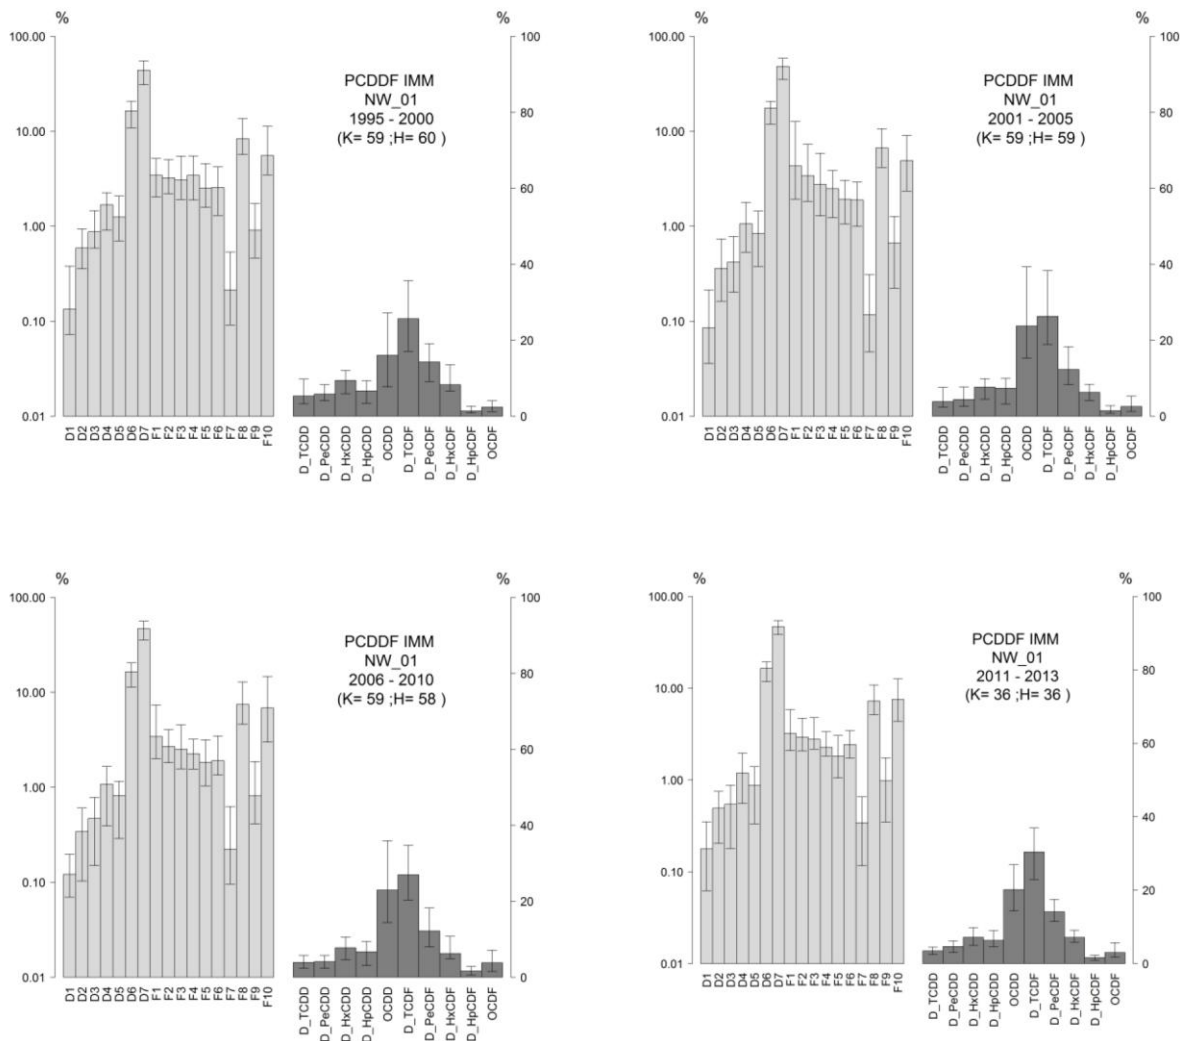 %
%
100.00
10.00
1.00
0.10
0.01
D1
D2
D3
D4
D5
D6
D7
F1
F2
F3
F4
F5
F6
F7
F8
F9
F10
PCDDF IMM
NW_01
1995 - 2000
(K= 59 ;H= 60 )
100
80
60
40
20
0
D_TCDD
D_PeCDD
D_HxCDD
D_HpCDD
OCDD
D_TCDF
D_PeCDF
D_HxCDF
D_HpCDF
OCDF
%
%
100.00
10.00
1.00
0.10
0.01
D1
D2
D3
D4
D5
D6
D7
F1
F2
F3
F4
F5
F6
F7
F8
F9
F10
PCDDF IMM
NW_01
2001 - 2005
(K= 59 ;H= 59 )
100
80
60
40
20
0
D_TCDD
D_PeCDD
D_HxCDD
D_HpCDD
OCDD
D_TCDF
D_PeCDF
D_HxCDF
D_HpCDF
OCDF
%
%
100.00
10.00
1.00
0.10
0.01
D1
D2
D3
D4
D5
D6
D7
F1
F2
F3
F4
F5
F6
F7
F8
F9
F10
PCDDF IMM
NW_01
2006 - 2010
(K= 59 ;H= 58 )
100
80
60
40
20
0
D_TCDD
D_PeCDD
D_HxCDD
D_HpCDD
OCDD
D_TCDF
D_PeCDF
D_HxCDF
D_HpCDF
OCDF
%
%
100.00
10.00
1.00
0.10
0.01
D1
D2
D3
D4
D5
D6
D7
F1
F2
F3
F4
F5
F6
F7
F8
F9
F10
PCDDF IMM
NW_01
2011 - 2013
(K= 36 ;H= 36 )
100
80
60
40
20
0
D_TCDD
D_PeCDD
D_HxCDD
D_HpCDD
OCDD
D_TCDF
D_PeCDF
D_HxCDF
D_HpCDF
OCDF